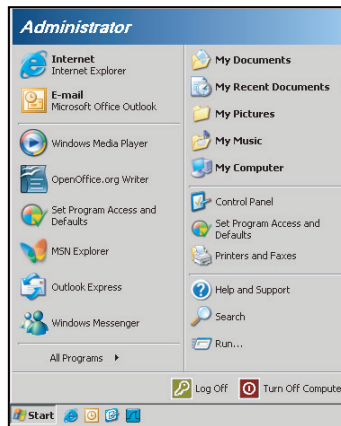 Administrator
Internet
Internet Explorer
E-mail
Microsoft Office Outlook
Windows Media Player
OpenOffice.org Writer
Set Program Access and
Defaults
MSN Explorer
Outlook Express
Windows Messenger
All Programs
My Documents
My Recent Documents
My Pictures
My Music
My Computer
Control Panel
Set Program Access and
Defaults
Printers and Faxes
Help and Support
Search
Run...
Log Off
Turn Off Compute
Start